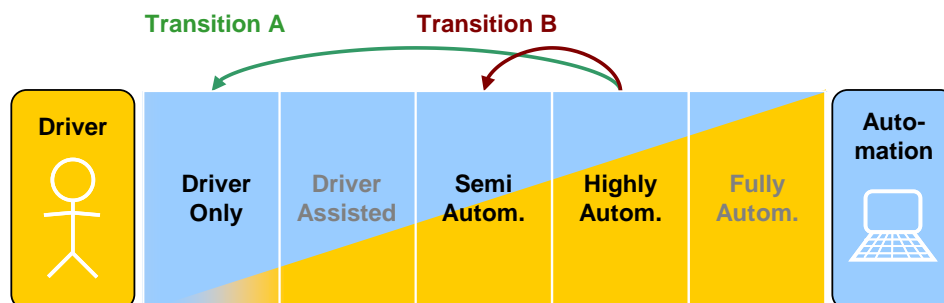 Transition A
Transition B
Driver
Driver
Only
Driver
Assisted
Semi
Autom.
Highly
Autom.
Fully
Autom.
Auto-
mation